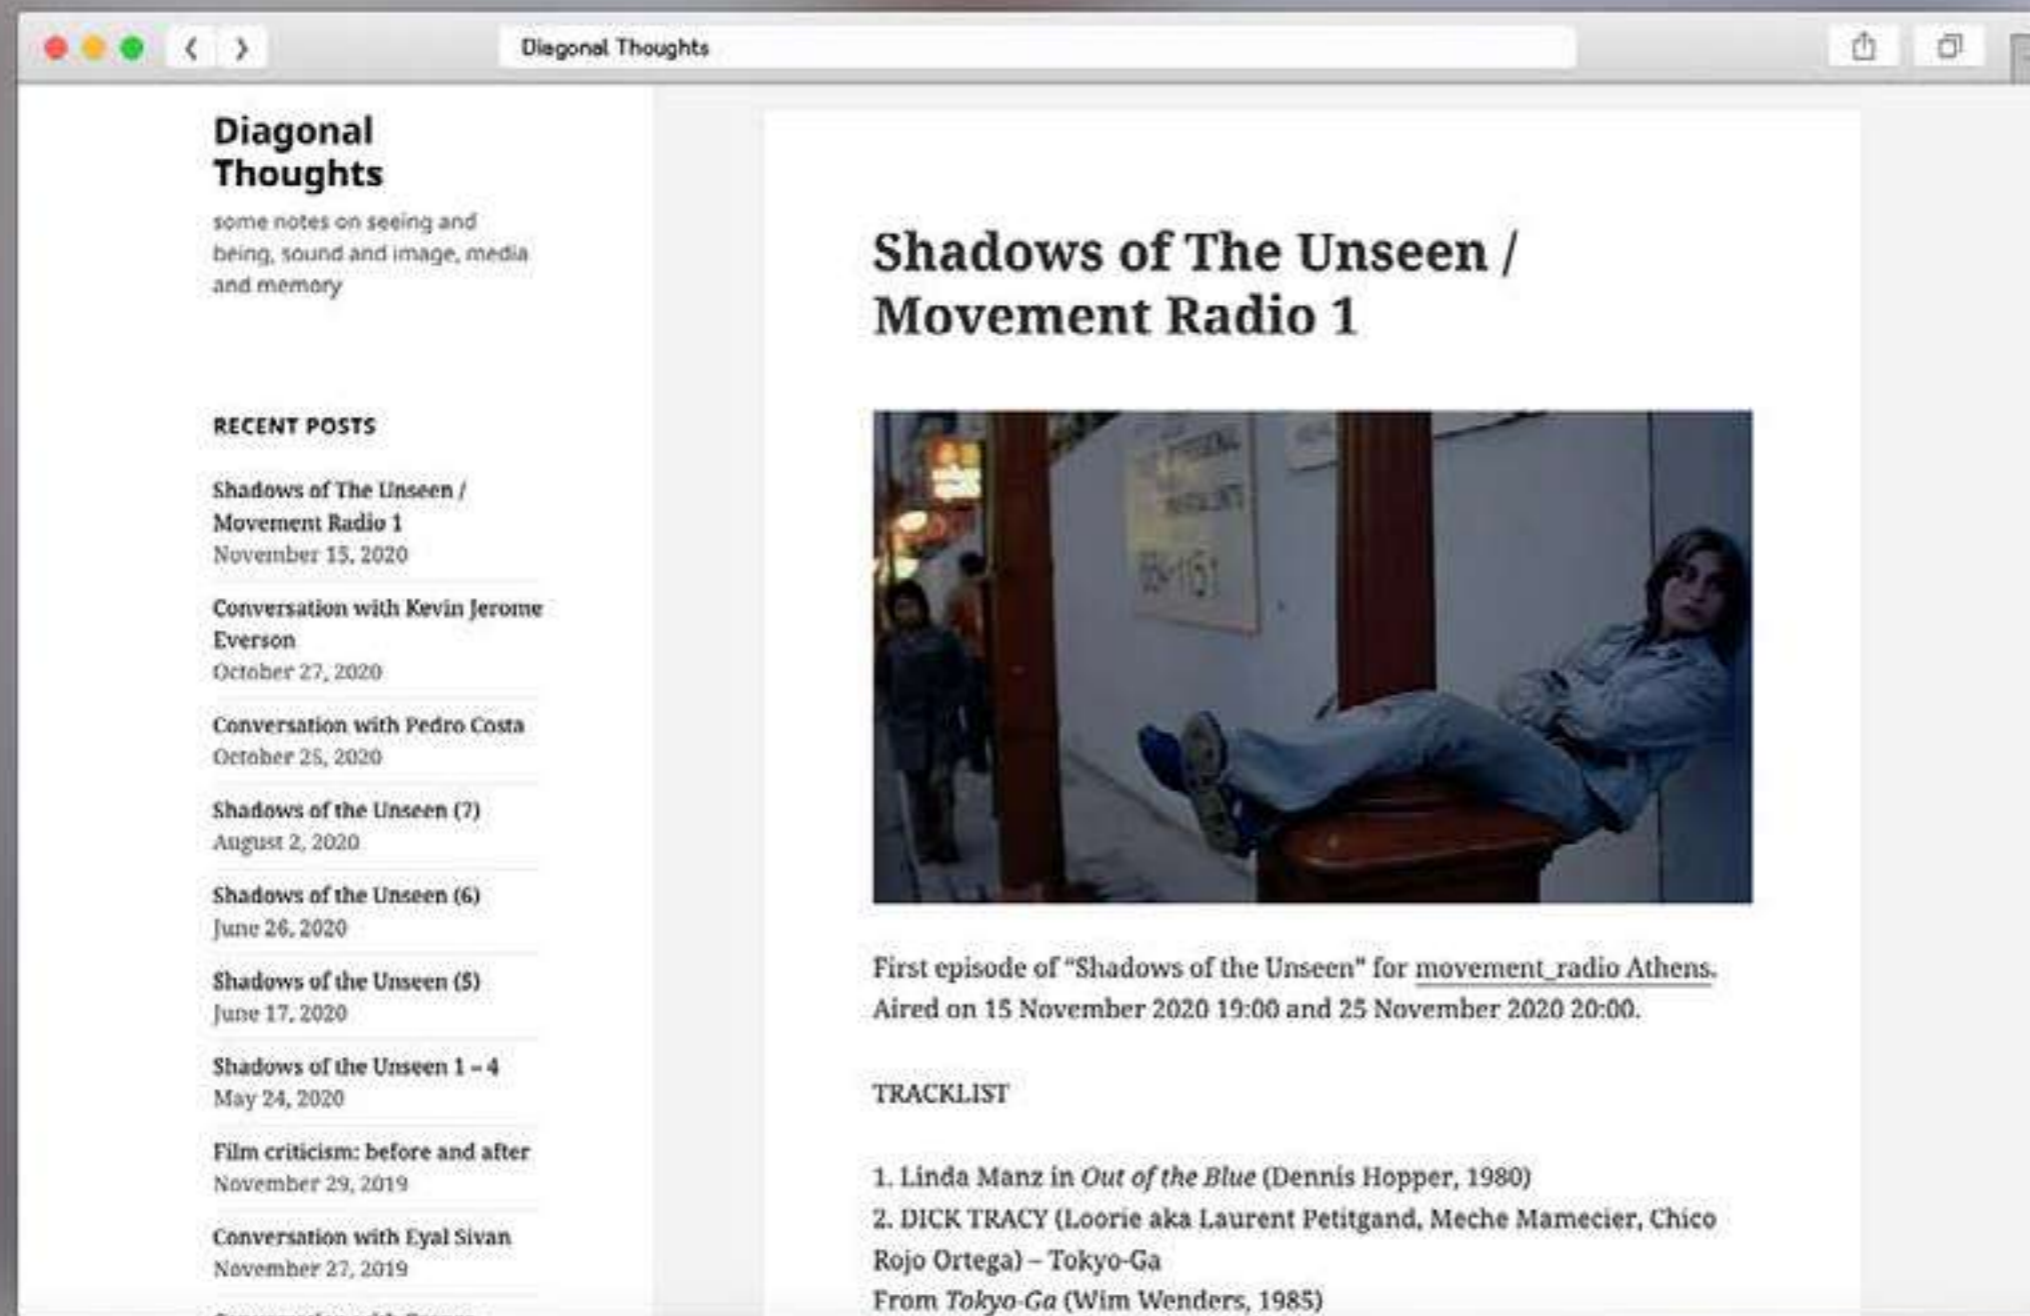 Diagonal Thoughts
Diagonal
Thoughts
some notes on seeing and
being, sound and image, media
and memory
RECENT POSTS
Shadows of The Unseen /
Movement Radio 1
November 15, 2020
Conversation with Kevin Jerome
Everson
October 27, 2020
Conversation with Pedro Costa
October 25, 2020
Shadows of the Unseen (7)
August 2, 2020
Shadows of the Unseen (6)
June 26, 2020
Shadows of the Unseen (5)
June 17, 2020
Shadows of the Unseen 1 – 4
May 24, 2020
Film criticism: before and after
November 29, 2019
Conversation with Eyal Sivan
November 27, 2019
Shadows of The Unseen /
Movement Radio 1
First episode of “Shadows of the Unseen” for movement_radio Athens.
Aired on 15 November 2020 19:00 and 25 November 2020 20:00.
TRACKLIST
1. Linda Manz in Out of the Blue (Dennis Hopper, 1980)
2. DICK TRACY (Loorie aka Laurent Petitgand, Meche Mamecier, Chico
Rojo Ortega) – Tokyo-Ga
From Tokyo-Ga (Wim Wenders, 1985)